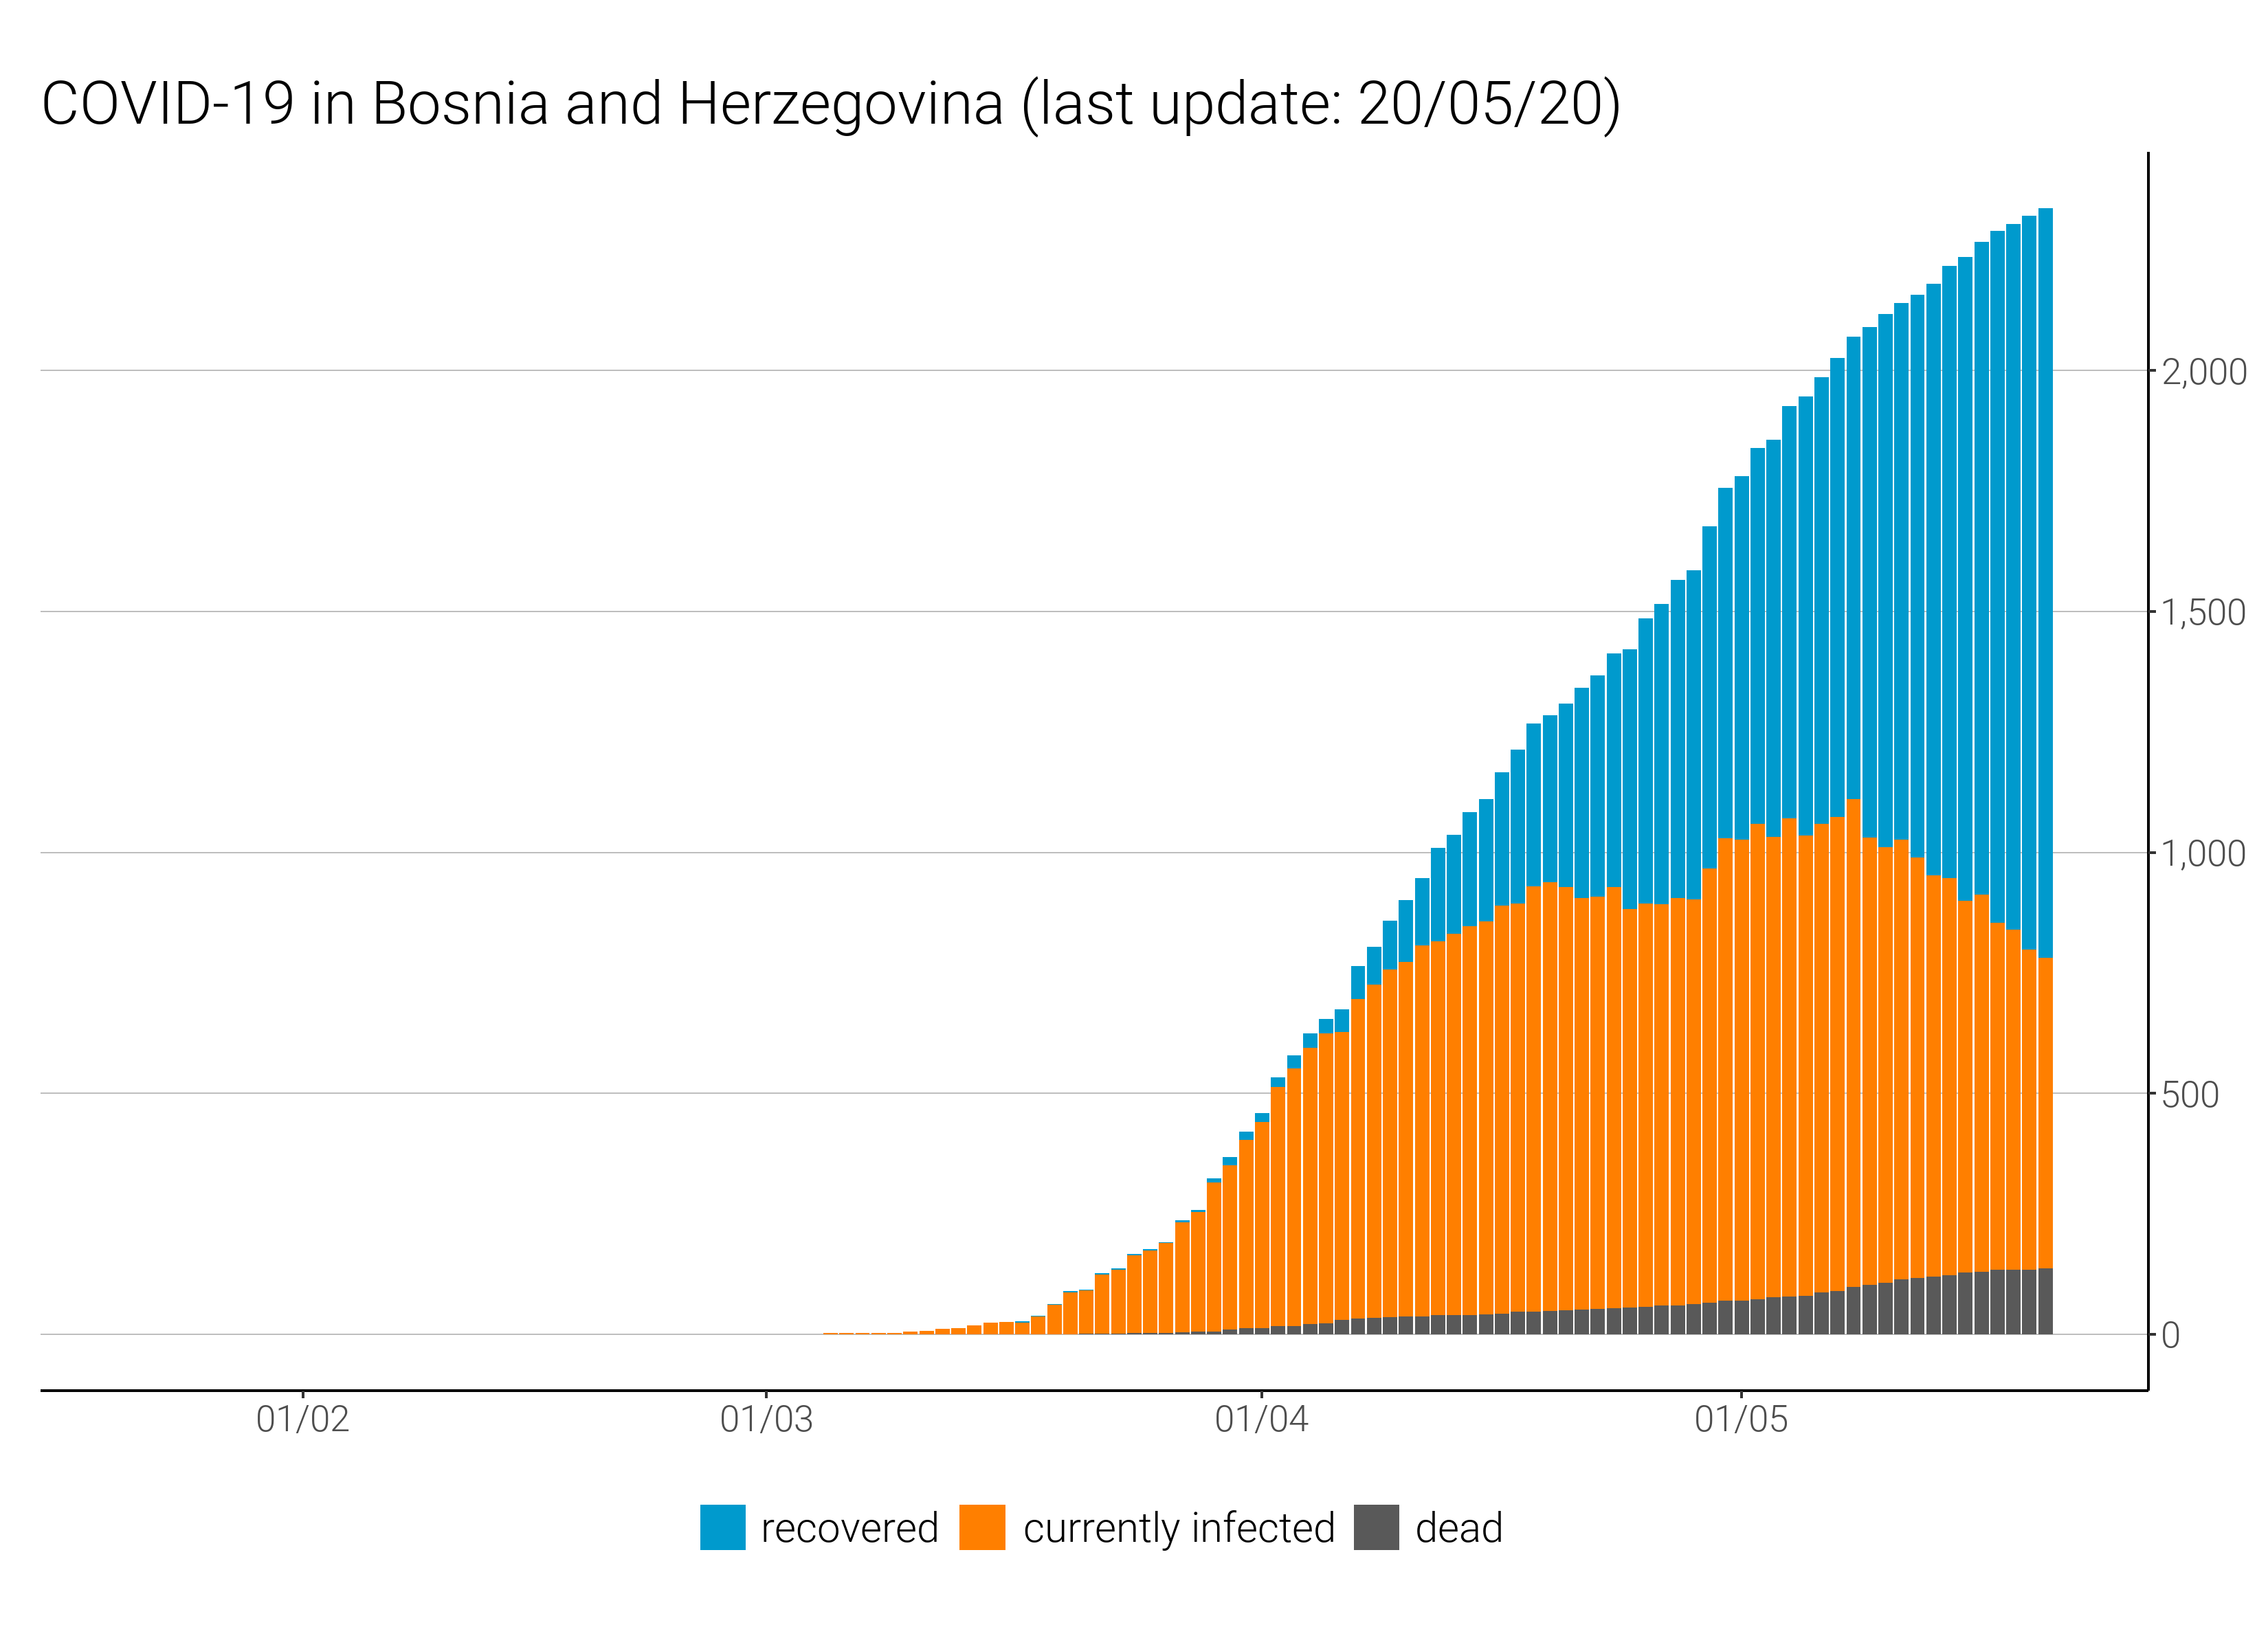 COVID-19 in Bosnia and Herzegovina (last update: 20/05/20)
2,000
1,500
1,000
500
0
01/02 01/03 01/04 01/05
recovered currently infected dead